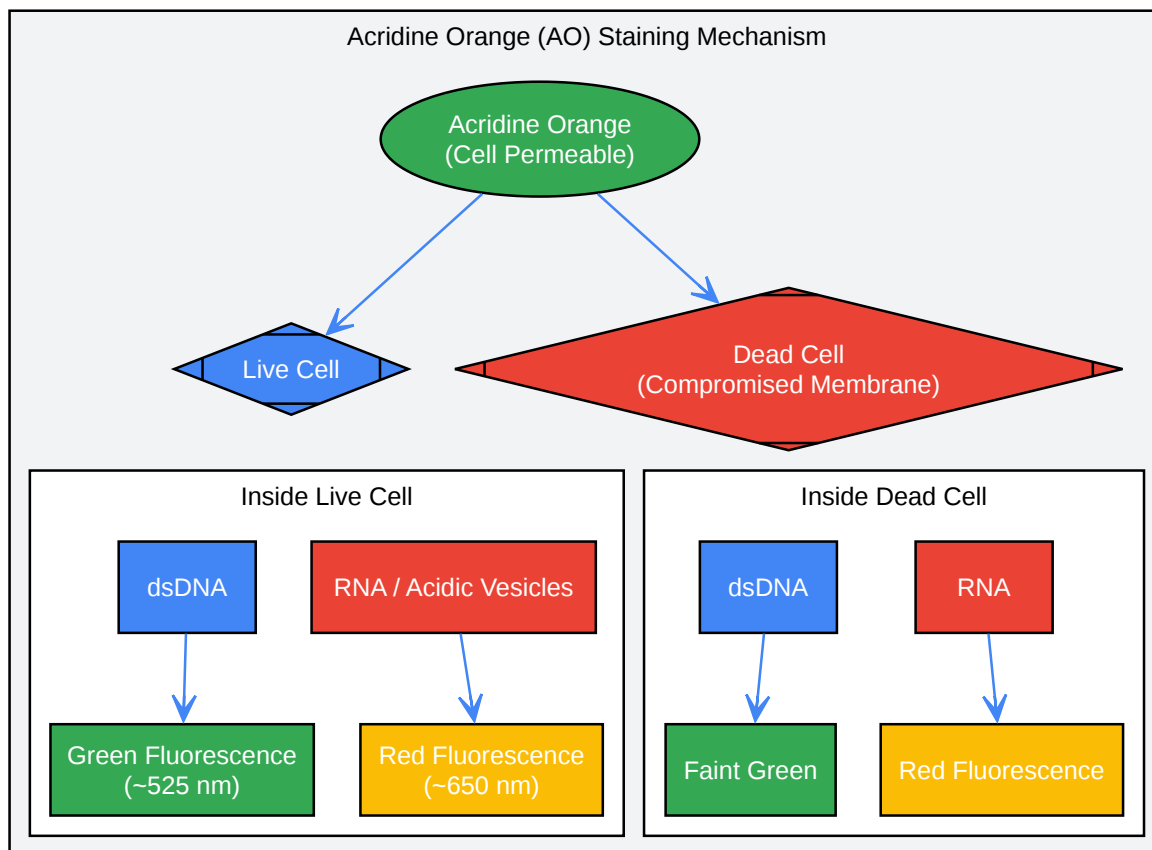 Acridine Orange (AO) Staining Mechanism
Acridine Orange
(Cell Permeable)
Live Cell
Dead Cell
(Compromised Membrane)
Inside Live Cell
dsDNA
RNA / Acidic Vesicles
Green Fluorescence
(~525 nm)
Red Fluorescence
(~650 nm)
Inside Dead Cell
dsDNA
RNA
Faint Green
Red Fluorescence